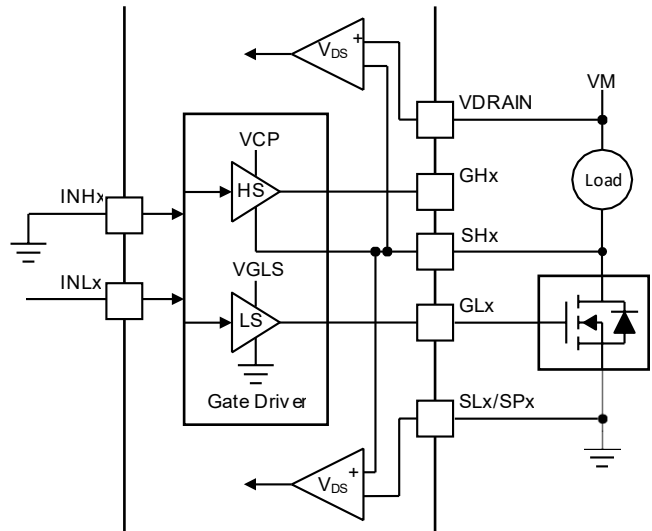 VDS
+
VM
VDRAIN
VCP
GHx
Load
INHx
HS
SHx
VGLS
INLx
GLx
LS
Gate Driver
SLx/SPx
VDS
+